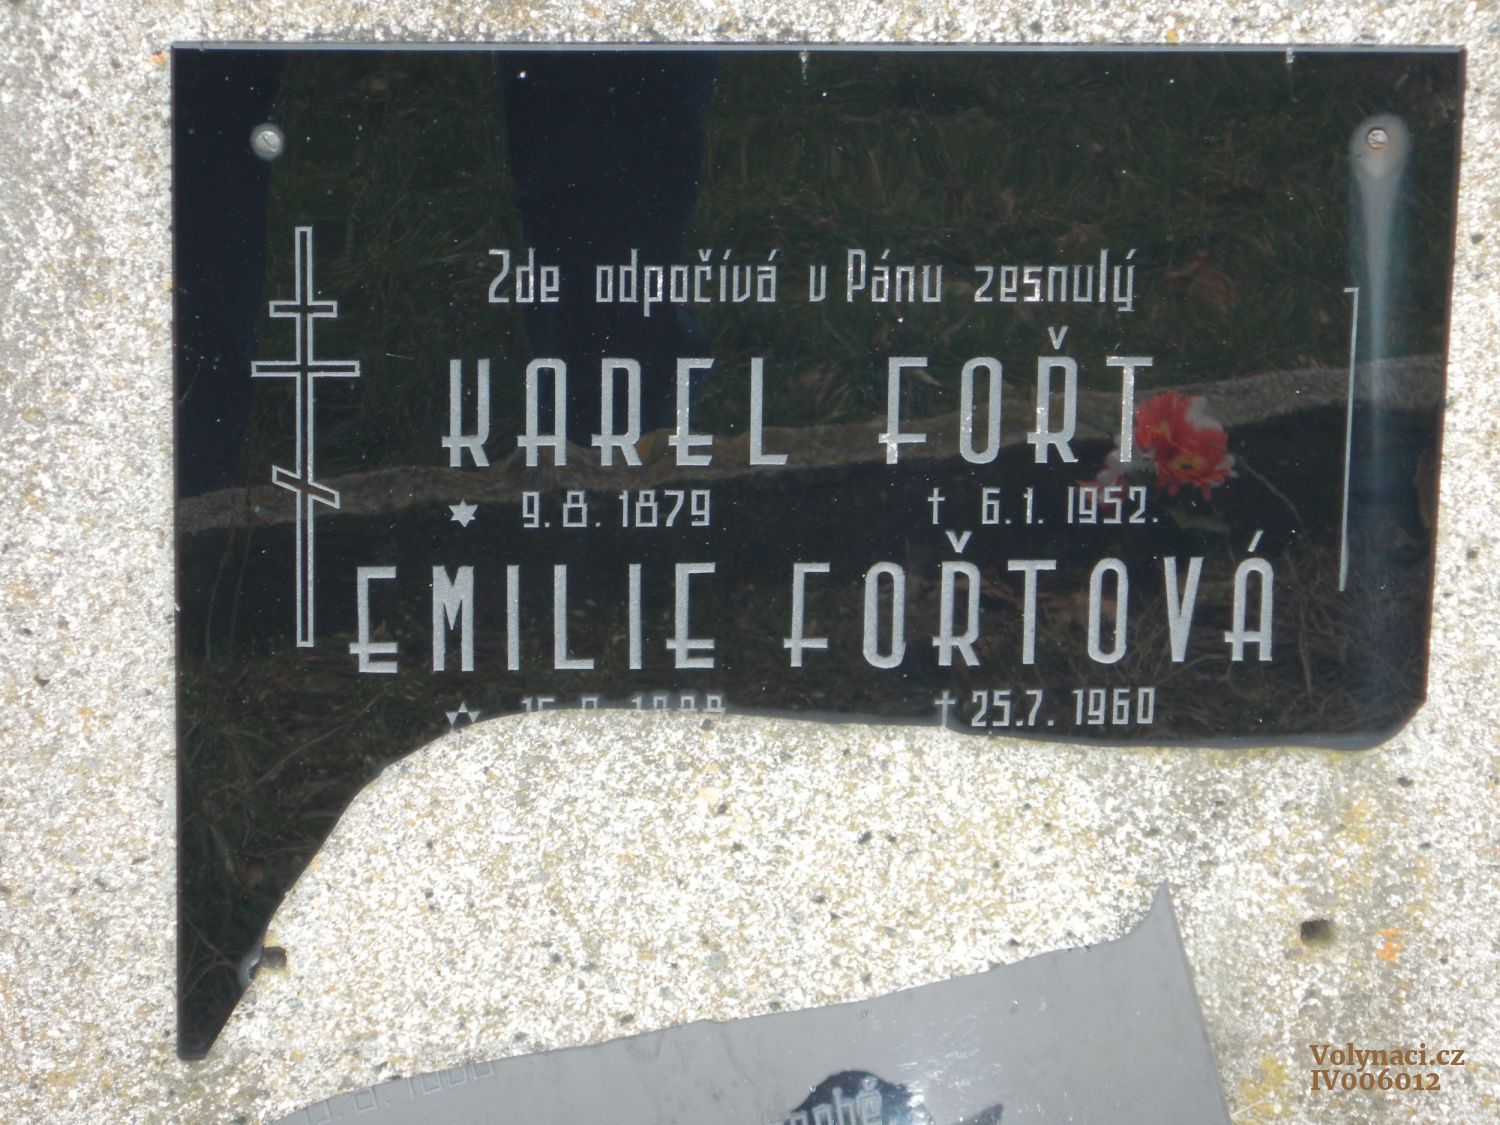 Zde odpočívá v Pánu zesnulý
KAREL FOŘT
9.8.1879 † 6.1.1952.
EMILIE FOŘTOVÁ
† 25.7.1960
Volynaci.cz
IV006012